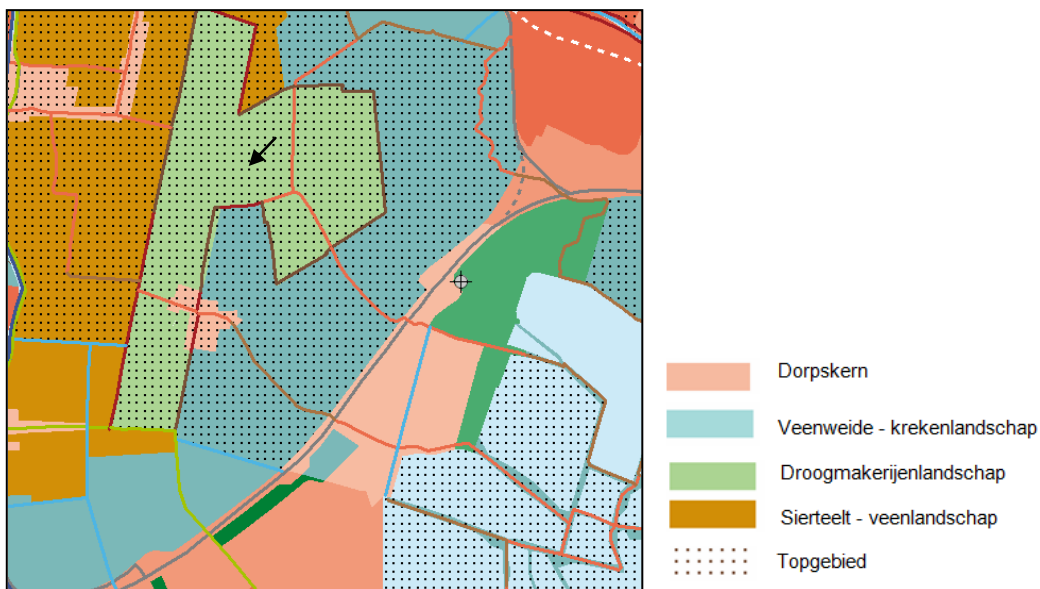 Dorpskern
Veenweide - krekenlandschap
Droogmakerijenlandschap
Sierteelt - veenlandschap
Topgebied